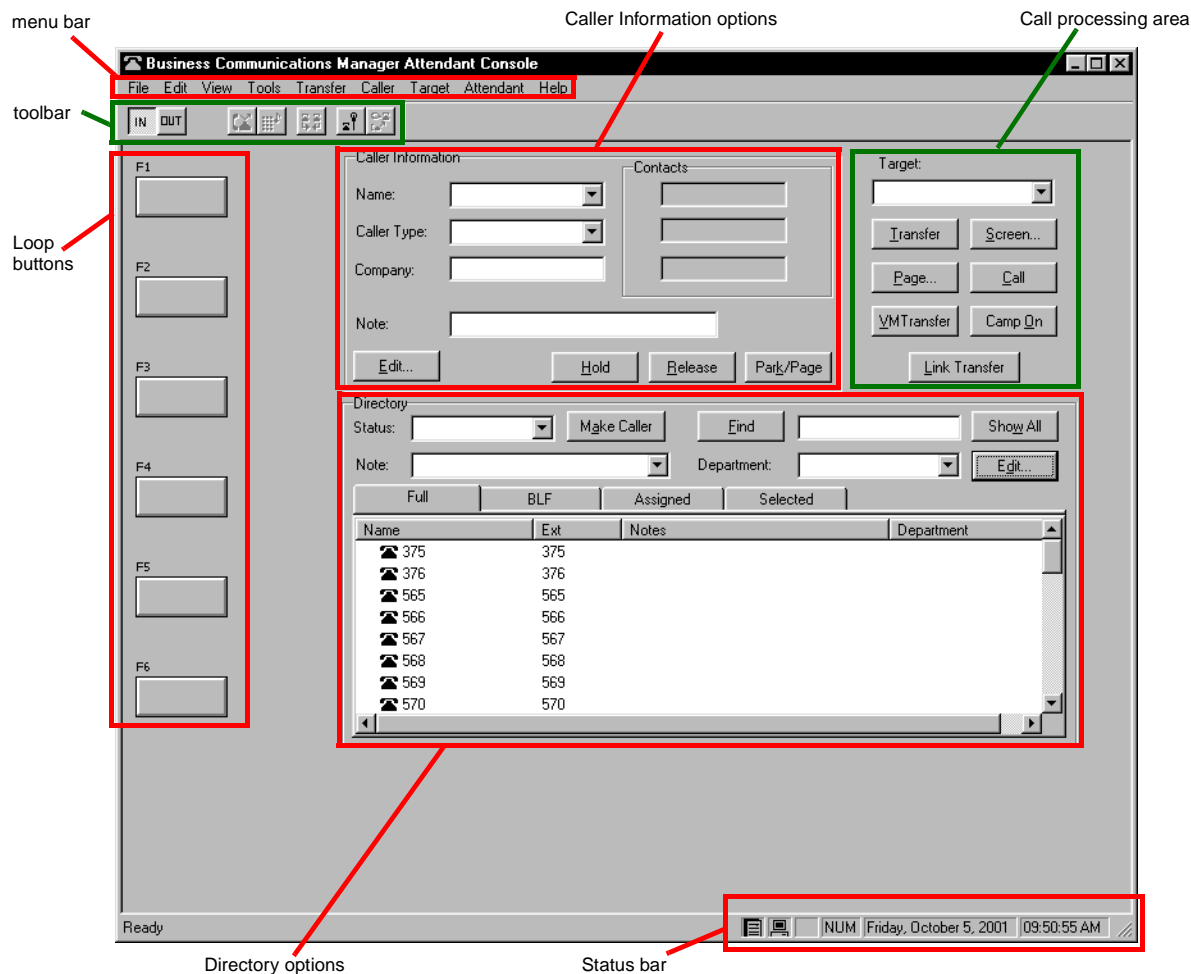 menu bar
Caller Information options
Call processing area
Business Communications Manager Attendant Console
File Edit View Tools Transfer Caller Target Attendant Help
toolbar
IN OUT
Loop
buttons
F1
F2
F3
F4
F5
F6
Caller Information
Name:
Caller Type:
Company:
Note:
Contacts
Edit... Hold Release Park/Page
Target:
Transfer Screen...
Page... Call
VMTransfer Camp On
Link Transfer
Directory
Status: Make Caller Find Show All
Note: Department: Edit...
Full BLF Assigned Selected
Name Ext Notes Department
375 375
376 376
565 565
566 566
567 567
568 568
569 569
570 570
Ready NUM Friday, October 5, 2001 09:50:55 AM
Directory options
Status bar